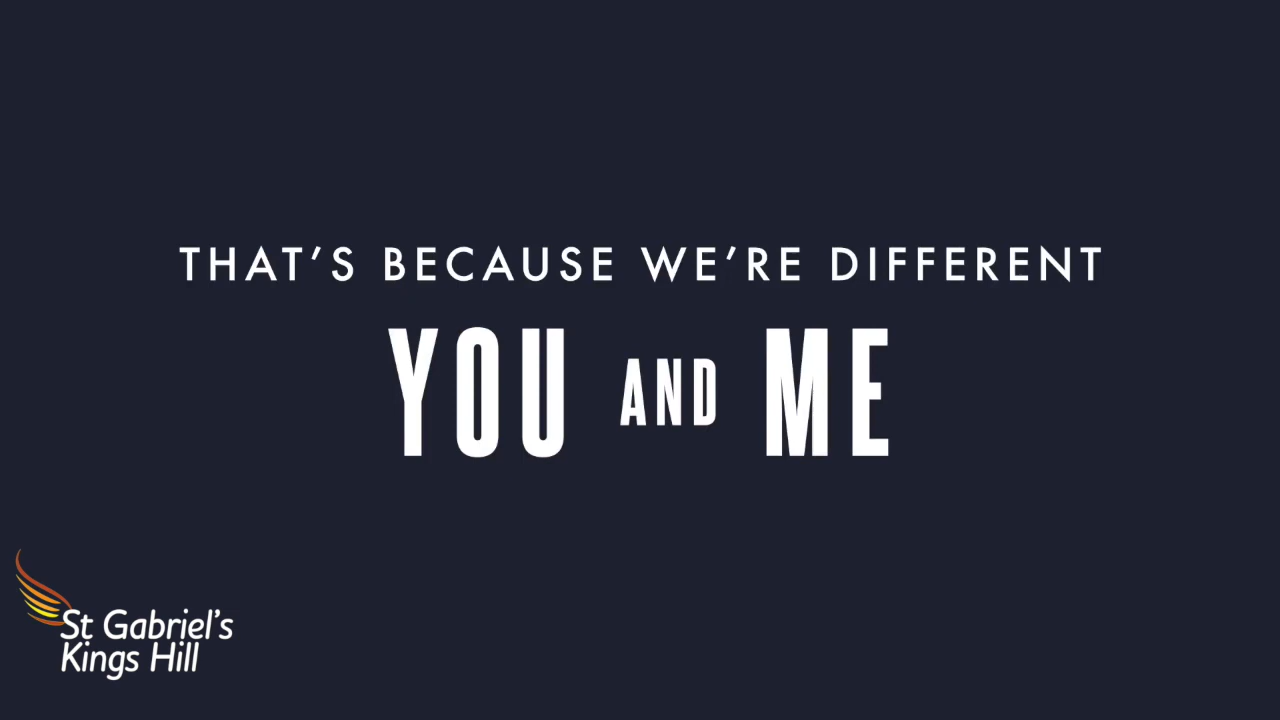 THAT’S BECAUSE WE’RE DIFFERENT
YOU AND ME
St Gabriel’s
Kings Hill